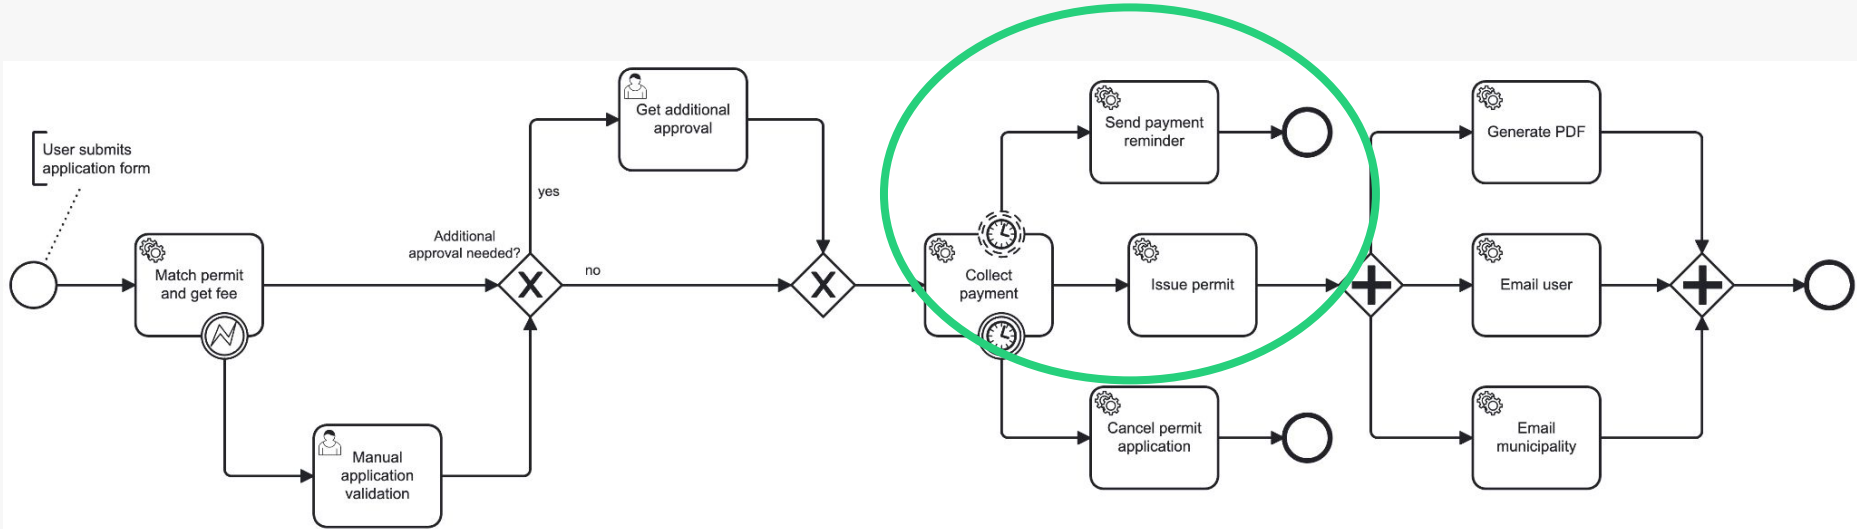 User submits
application form
Match permit
and get fee
Manual
application
validation
Additional
approval needed?
yes
no
X
Get additional
approval
X
Collect
payment
Send payment
reminder
Issue permit
Cancel permit
application
Generate PDF
Email user
Email
municipality